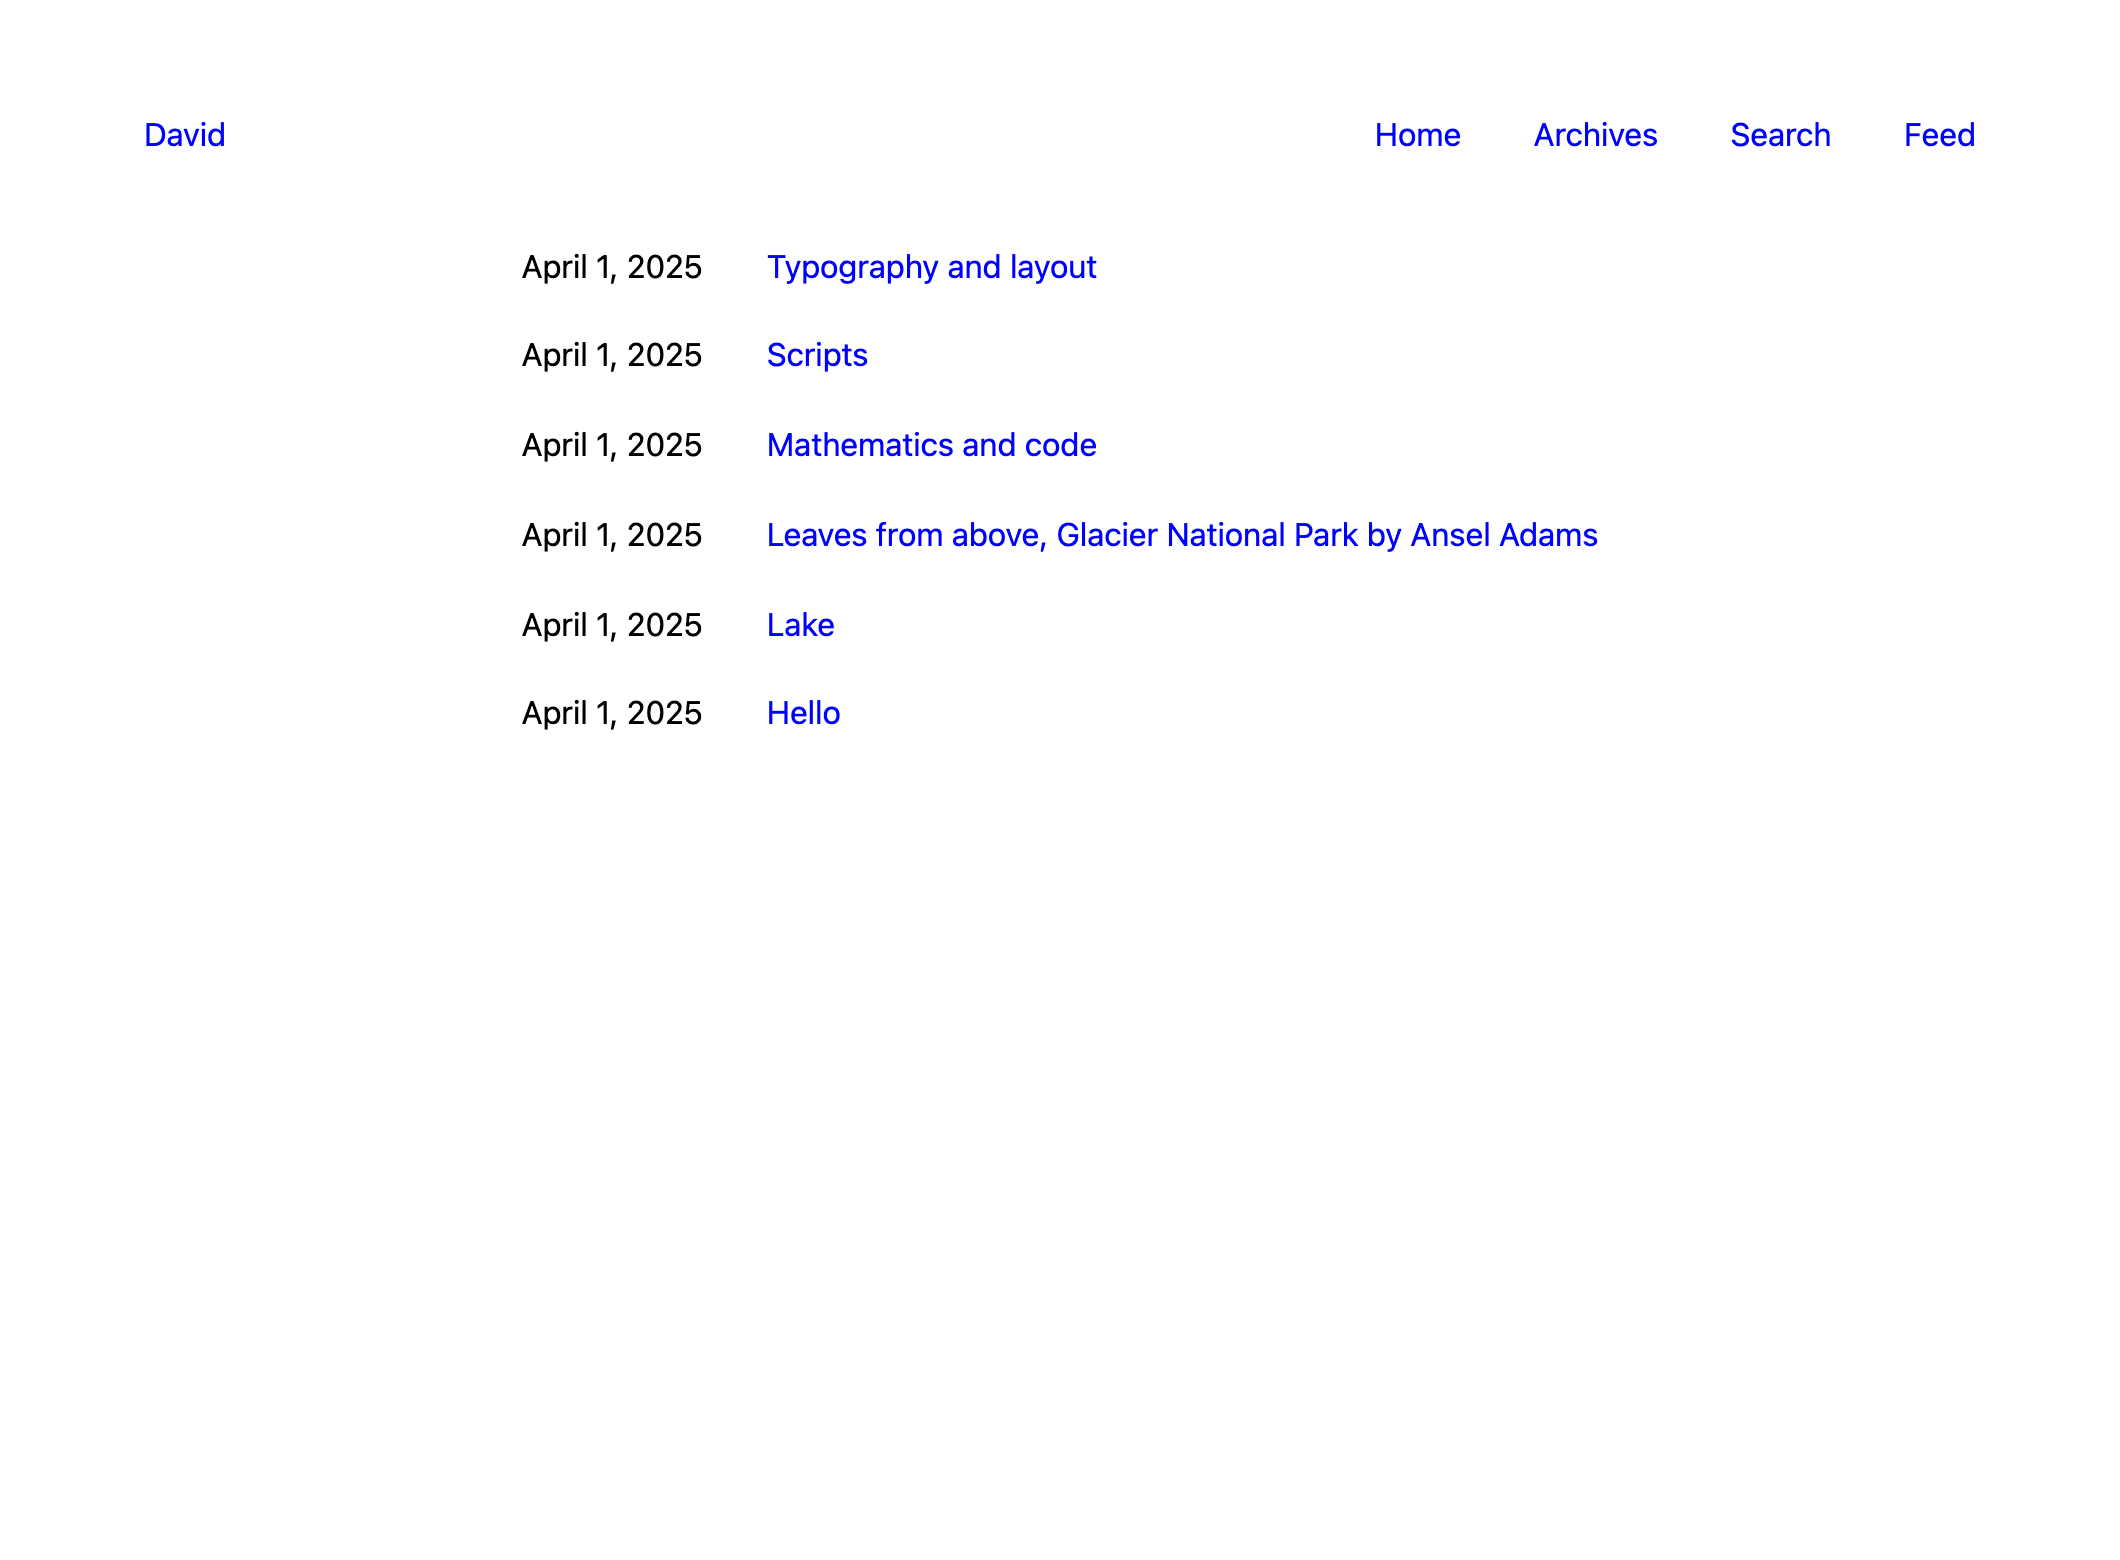 David Home Archives Search Feed
April 1, 2025 Typography and layout
April 1, 2025 Scripts
April 1, 2025 Mathematics and code
April 1, 2025 Leaves from above, Glacier National Park by Ansel Adams
April 1, 2025 Lake
April 1, 2025 Hello